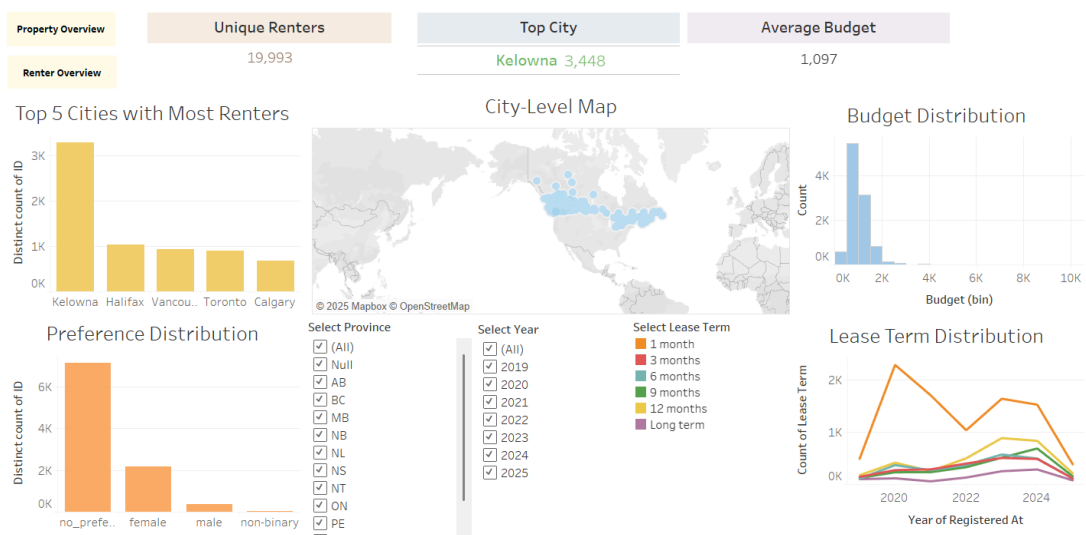 Property Overview
Renter Overview
Unique Renters
19,993
Top City
Kelowna 3,448
Average Budget
1,097
Top 5 Cities with Most Renters
Distinct count of ID
3K
2K
1K
0K
Kelowna Halifax Vancou.. Toronto Calgary
City-Level Map
© 2025 Mapbox © OpenStreetMap
Budget Distribution
Count
4K
2K
0K
0K 2K 4K 6K 8K 10K
Budget (bin)
Preference Distribution
Distinct count of ID
6K
4K
2K
0K
no_prefe.. female male non-binary
Select Province
(All)
Null
AB
BC
MB
NB
NL
NS
NT
ON
PE
Select Year
(All)
2019
2020
2021
2022
2023
2024
2025
Select Lease Term
1 month
3 months
6 months
9 months
12 months
Long term
Lease Term Distribution
Count of Lease Term
2K
1K
0K
2020 2022 2024
Year of Registered At